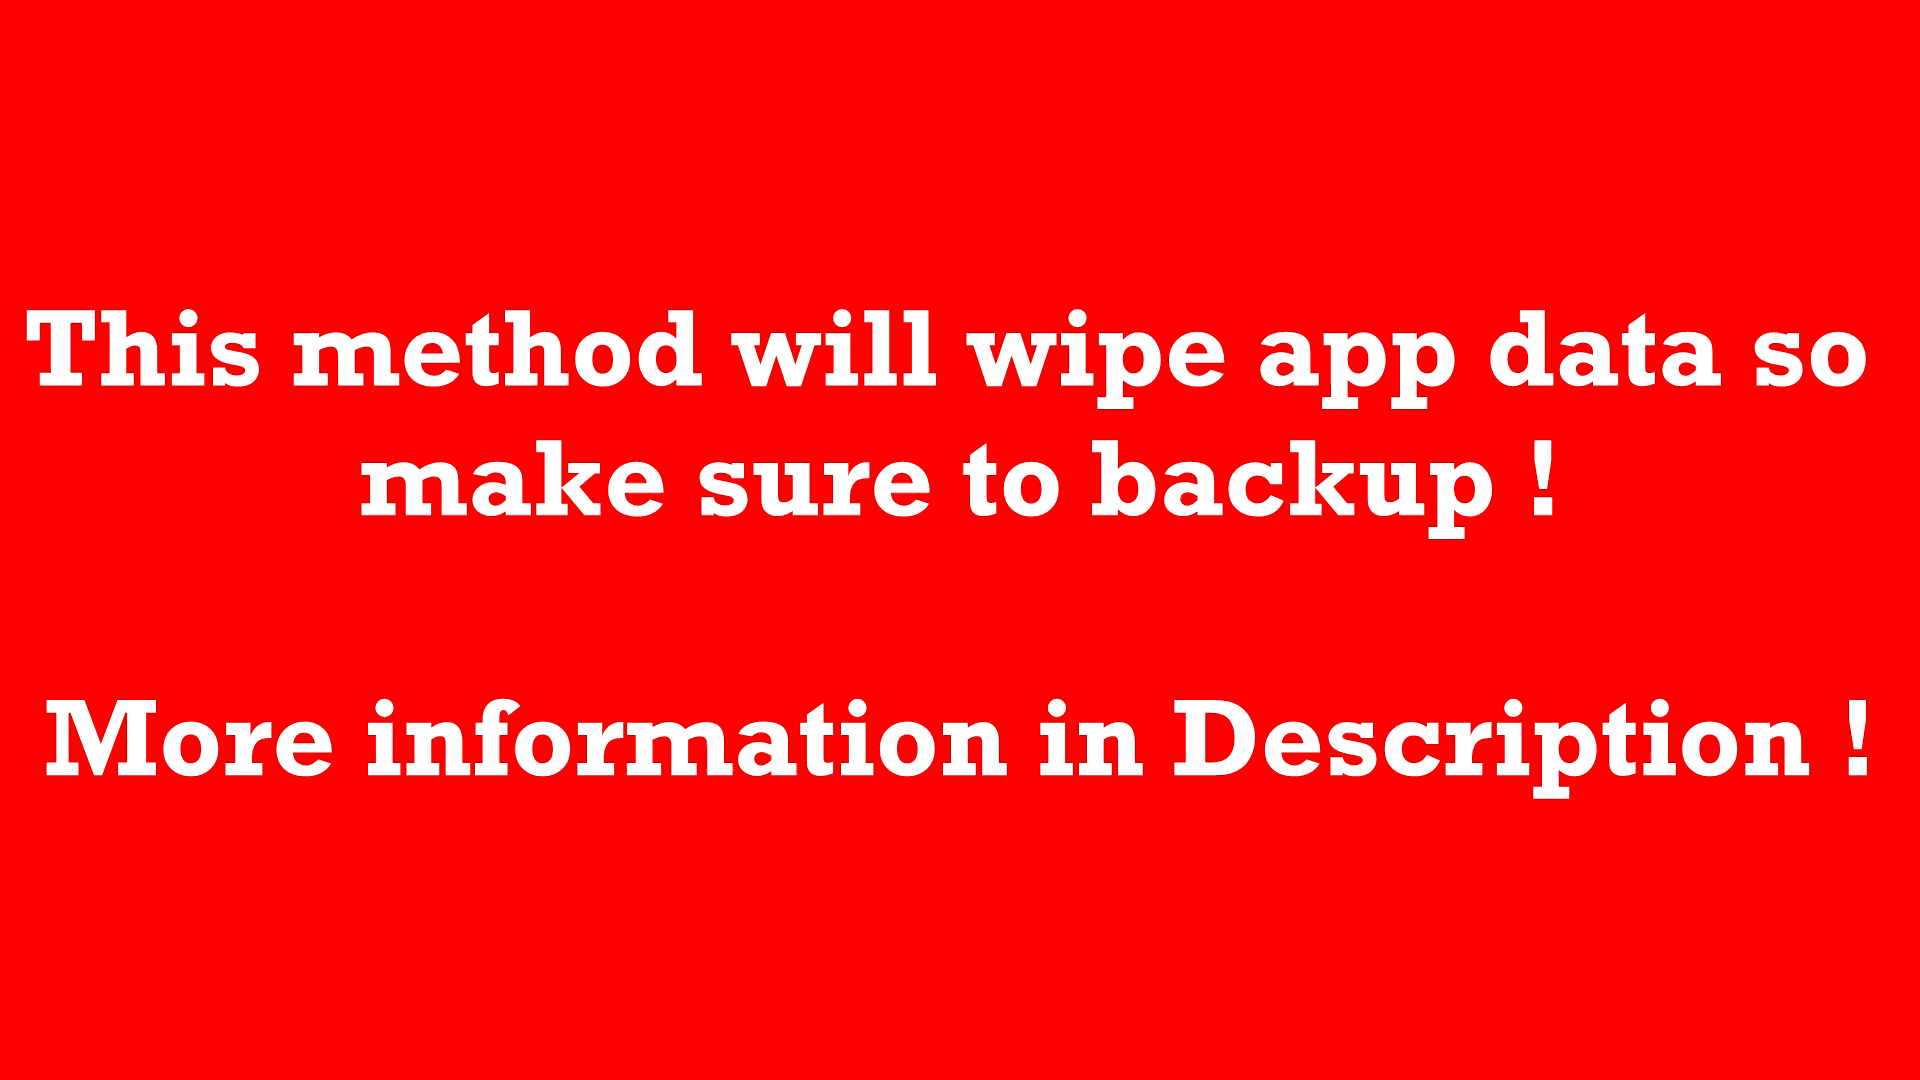 This method will wipe app data so
make sure to backup !
More information in Description !